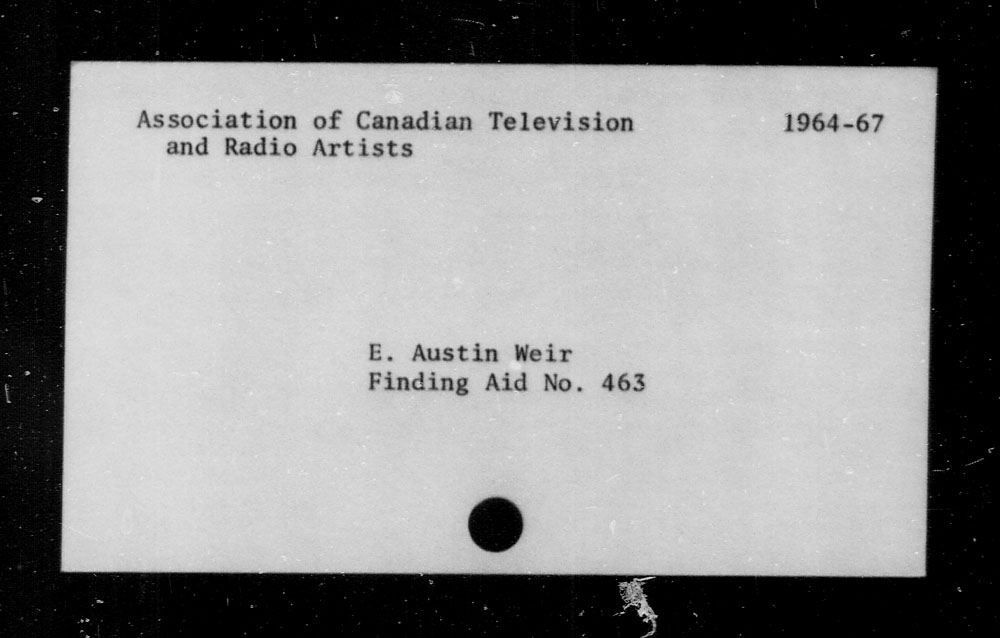 Association of Canadian Television 1964-67
and Radio Artists
E. Austin Weir
Finding Aid No. 463